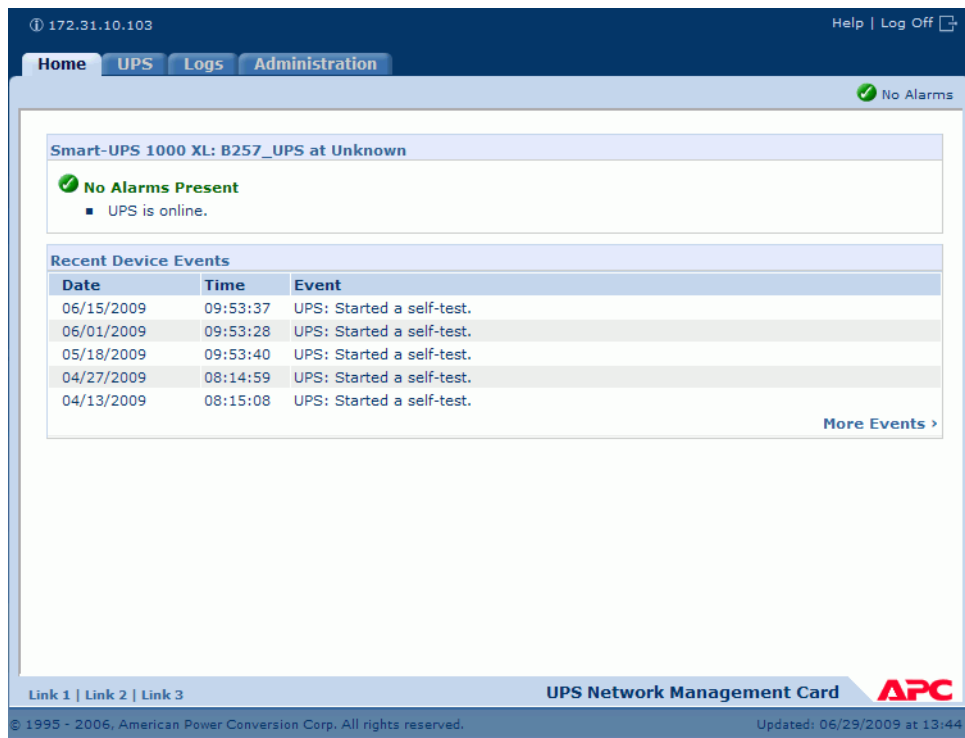 172.31.10.103 Help | Log Off
Home UPS Logs Administration
No Alarms
Smart-UPS 1000 XL: B257_UPS at Unknown
No Alarms Present
UPS is online.
Recent Device Events
Date Time Event
06/15/2009 09:53:37 UPS: Started a self-test.
06/01/2009 09:53:28 UPS: Started a self-test.
05/18/2009 09:53:40 UPS: Started a self-test.
04/27/2009 08:14:59 UPS: Started a self-test.
04/13/2009 08:15:08 UPS: Started a self-test.
More Events ›
Link 1 | Link 2 | Link 3 UPS Network Management Card APC
© 1995 - 2006, American Power Conversion Corp. All rights reserved. Updated: 06/29/2009 at 13:44